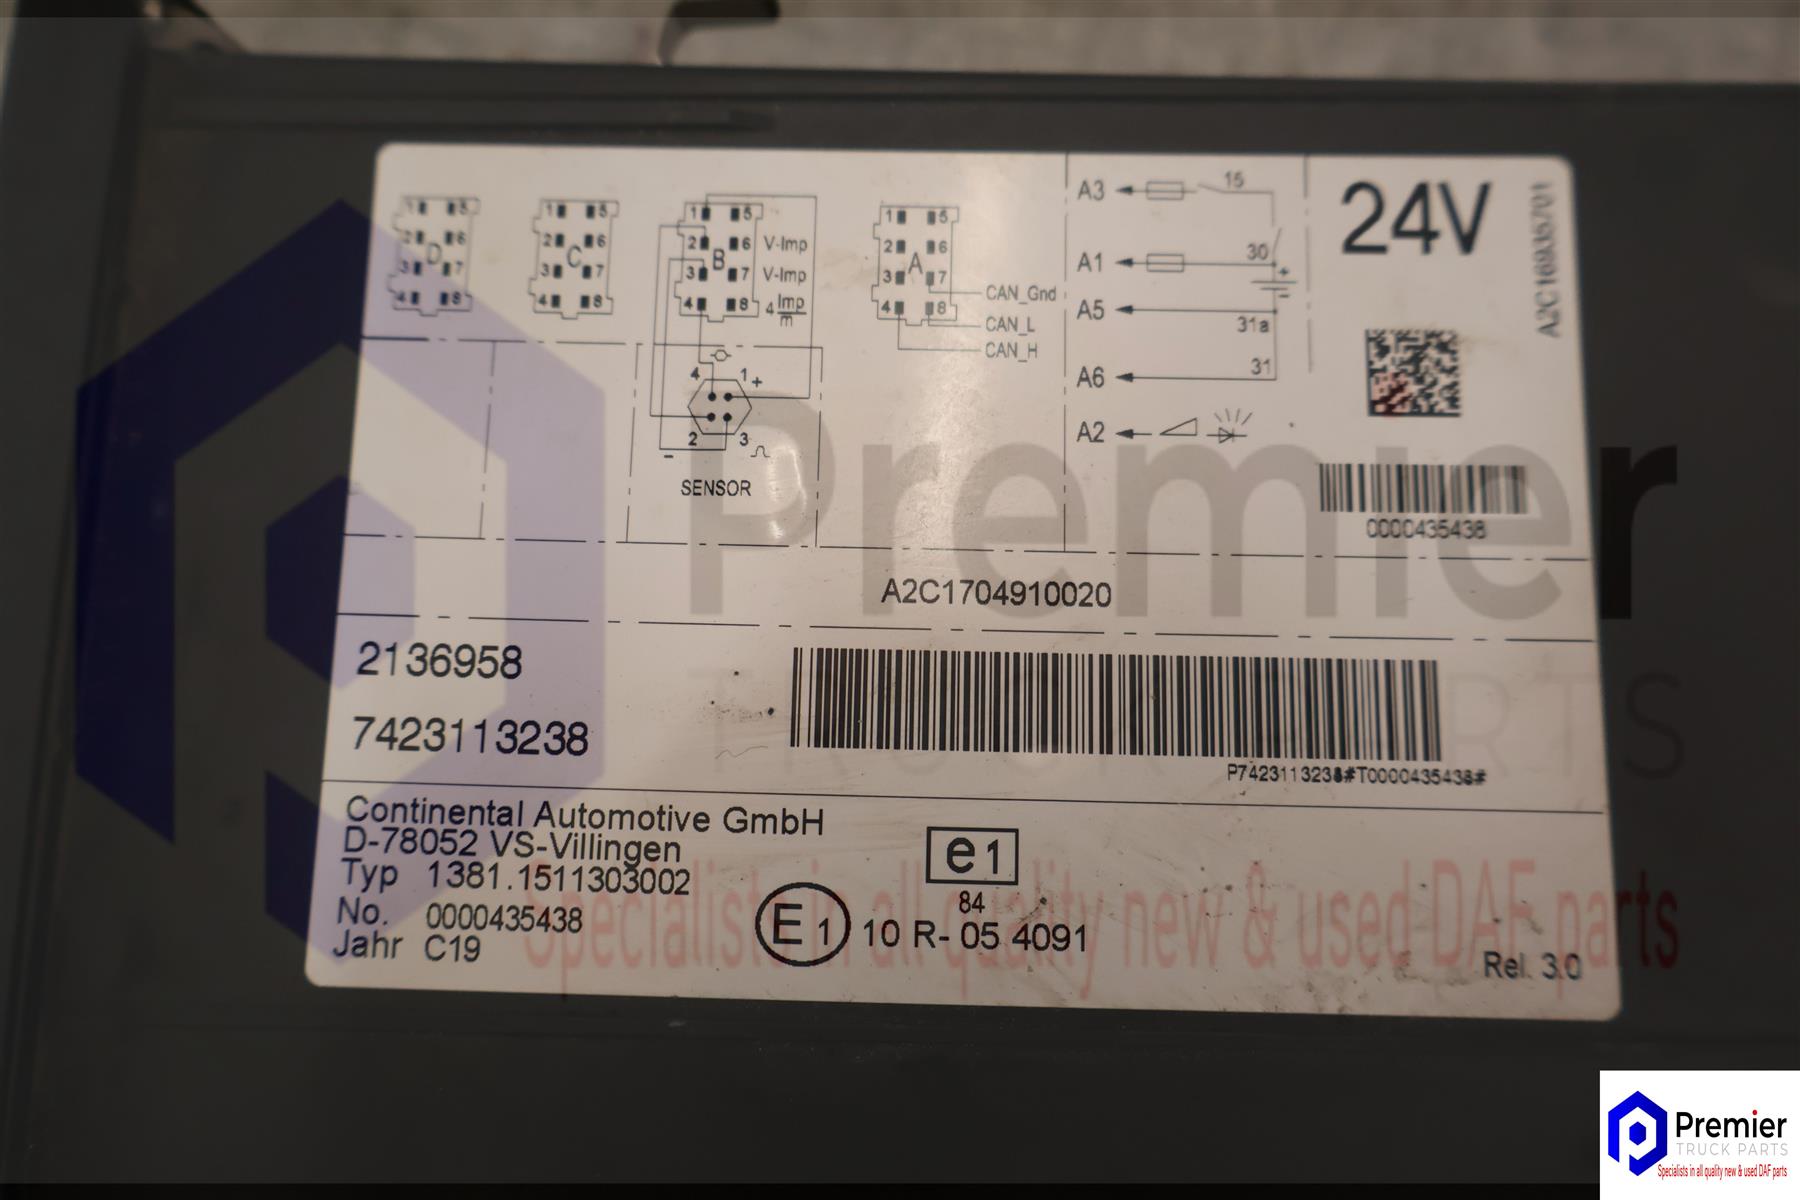 1 5
2 D 6
3 7
4 8
1 5
2 C 6
3 7
4 8
1 5
2 B 6 V-Imp
3 7 V-Imp
4 8 4 Imp
m
1 5
2 A 6
3 7
4 8
CAN_Gnd
CAN_L
CAN_H
4 1 +
2 3
-
SENSOR
A3 15
A1 30
+
-
A5
31a
A6 31
A2
24V
A2C16935701
0000435438
A2C1704910020
2136958
7423113238
P7423113238#T0000435438#
Continental Automotive GmbH
D-78052 VS-Villingen
Typ 1381.1511303002
No. 0000435438
Jahr C19
e1
84
E1 10 R- 05 4091
Rel. 3.0
Premier
TRUCK PARTS
Specialists in all quality new & used DAF parts
Premier
TRUCK PARTS
Specialists in all quality new & used DAF parts